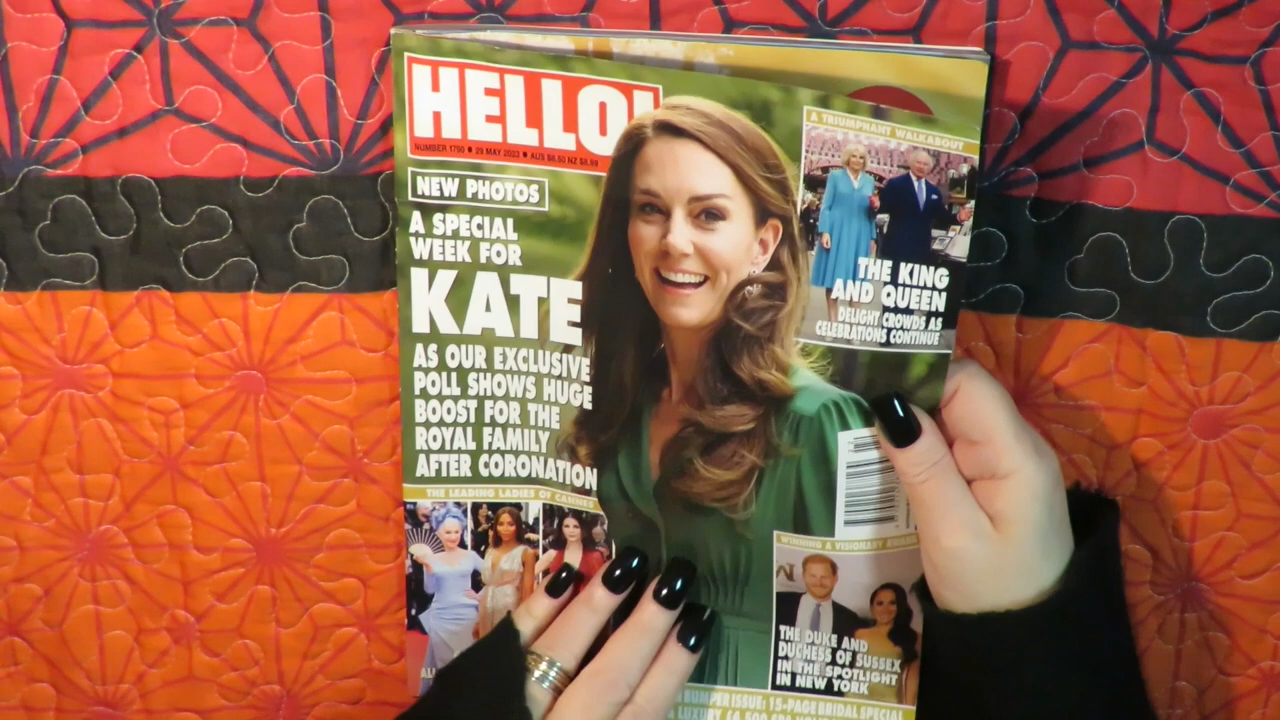 HELLO!
NUMBER 1790 ● 29 MAY 2023 ● AUS $8.50 NZ $8.99
NEW PHOTOS
A SPECIAL
WEEK FOR
KATE
AS OUR EXCLUSIVE
POLL SHOWS HUGE
BOOST FOR THE
ROYAL FAMILY
AFTER CORONATION
THE LEADING LADIES OF CANNES
A TRIUMPHANT WALKABOUT
THE KING
AND QUEEN
DELIGHT CROWDS AS
CELEBRATIONS CONTINUE
WINNING A VISIONARY AWARD
THE DUKE AND
DUCHESS OF SUSSEX
IN THE SPOTLIGHT
IN NEW YORK
BUMPER ISSUE: 15-PAGE BRIDAL SPECIAL